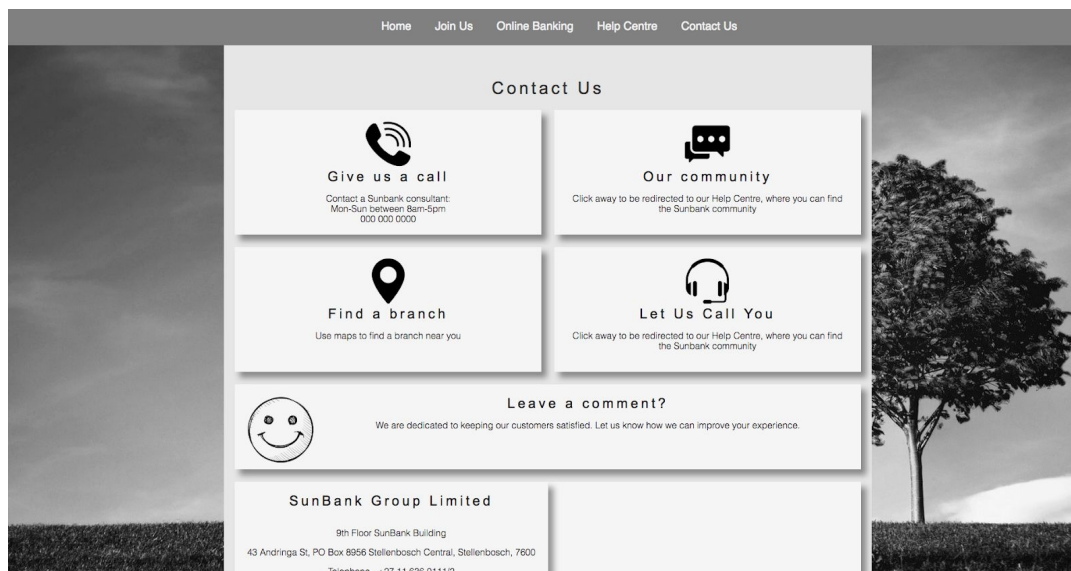 Home Join Us Online Banking Help Centre Contact Us
Contact Us
Give us a call
Contact a Sunbank consultant:
Mon-Sun between 8am-5pm
000 000 0000
Our community
Click away to be redirected to our Help Centre, where you can find
the Sunbank community
Find a branch
Use maps to find a branch near you
Let Us Call You
Click away to be redirected to our Help Centre, where you can find
the Sunbank community
Leave a comment?
We are dedicated to keeping our customers satisfied. Let us know how we can improve your experience.
SunBank Group Limited
9th Floor SunBank Building
43 Andringa St, PO Box 8956 Stellenbosch Central, Stellenbosch, 7600